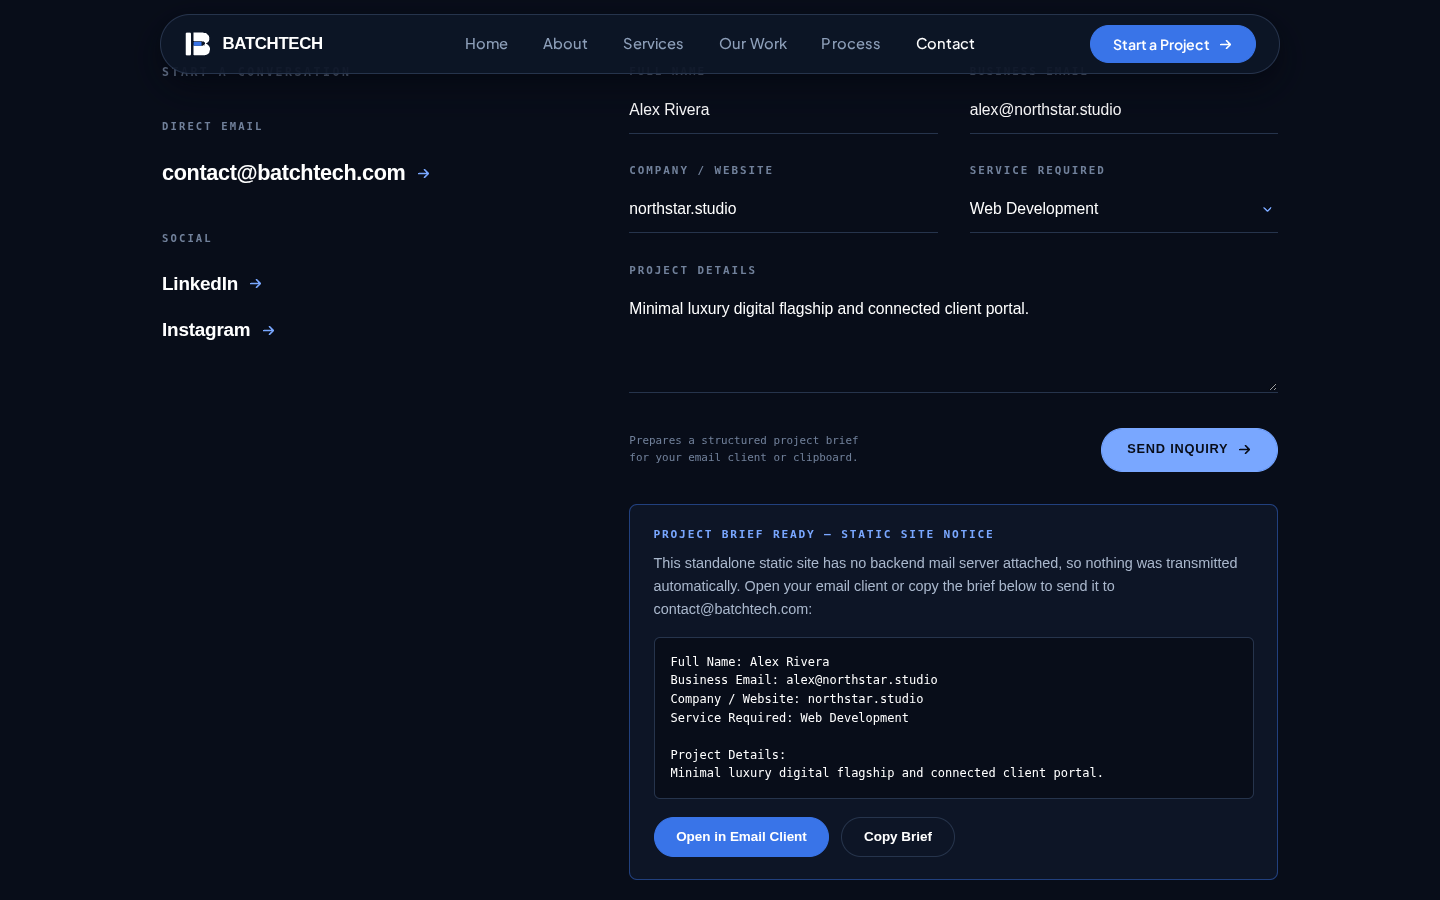 BATCHTECH
Home
About
Services
Our Work
Process
Contact
Start a Project
START A CONVERSATION
DIRECT EMAIL
contact@batchtech.com
SOCIAL
LinkedIn
Instagram
FULL NAME
BUSINESS EMAIL
Alex Rivera
alex@northstar.studio
COMPANY / WEBSITE
SERVICE REQUIRED
northstar.studio
Web Development
PROJECT DETAILS
Minimal luxury digital flagship and connected client portal.
Prepares a structured project brief
for your email client or clipboard.
SEND INQUIRY
PROJECT BRIEF READY — STATIC SITE NOTICE
This standalone static site has no backend mail server attached, so nothing was transmitted
automatically. Open your email client or copy the brief below to send it to
contact@batchtech.com:
Full Name: Alex Rivera
Business Email: alex@northstar.studio
Company / Website: northstar.studio
Service Required: Web Development
Project Details:
Minimal luxury digital flagship and connected client portal.
Open in Email Client
Copy Brief